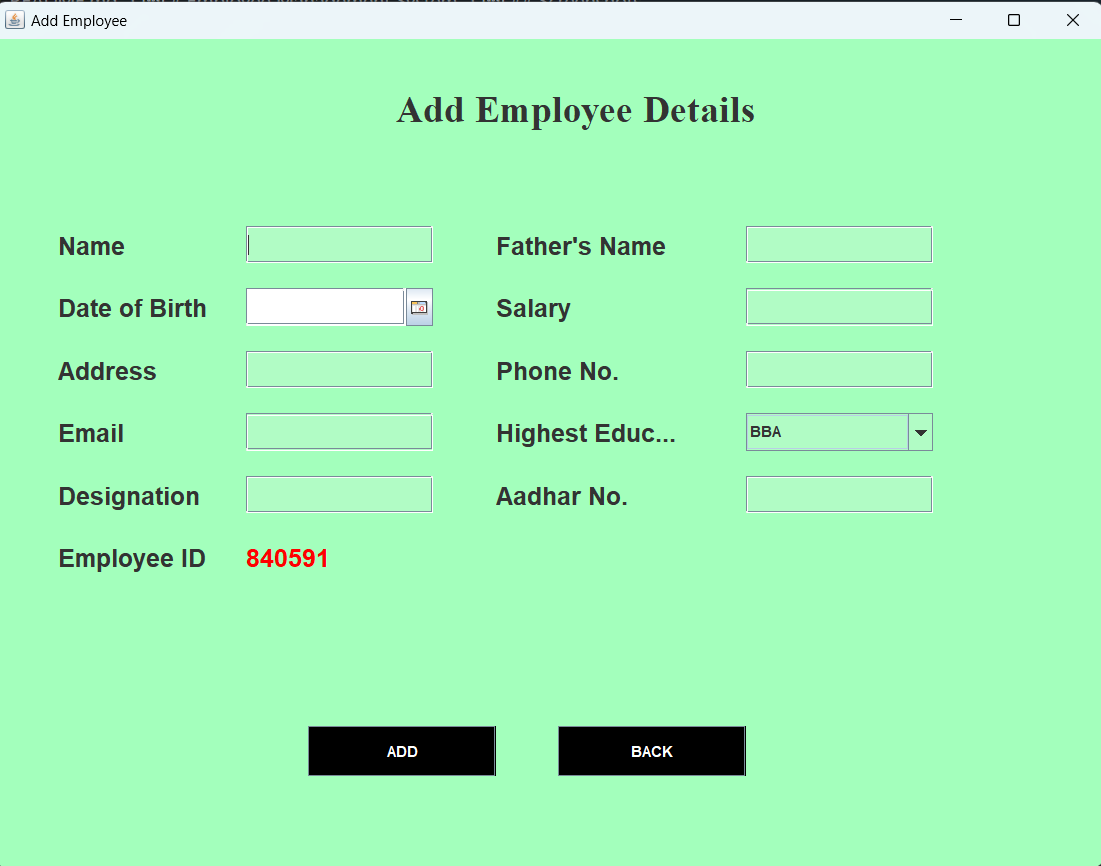 Add Employee
Add Employee Details
Name
Father's Name
Date of Birth
Salary
Address
Phone No.
Email
Highest Educ...
BBA
Designation
Aadhar No.
Employee ID
840591
ADD
BACK